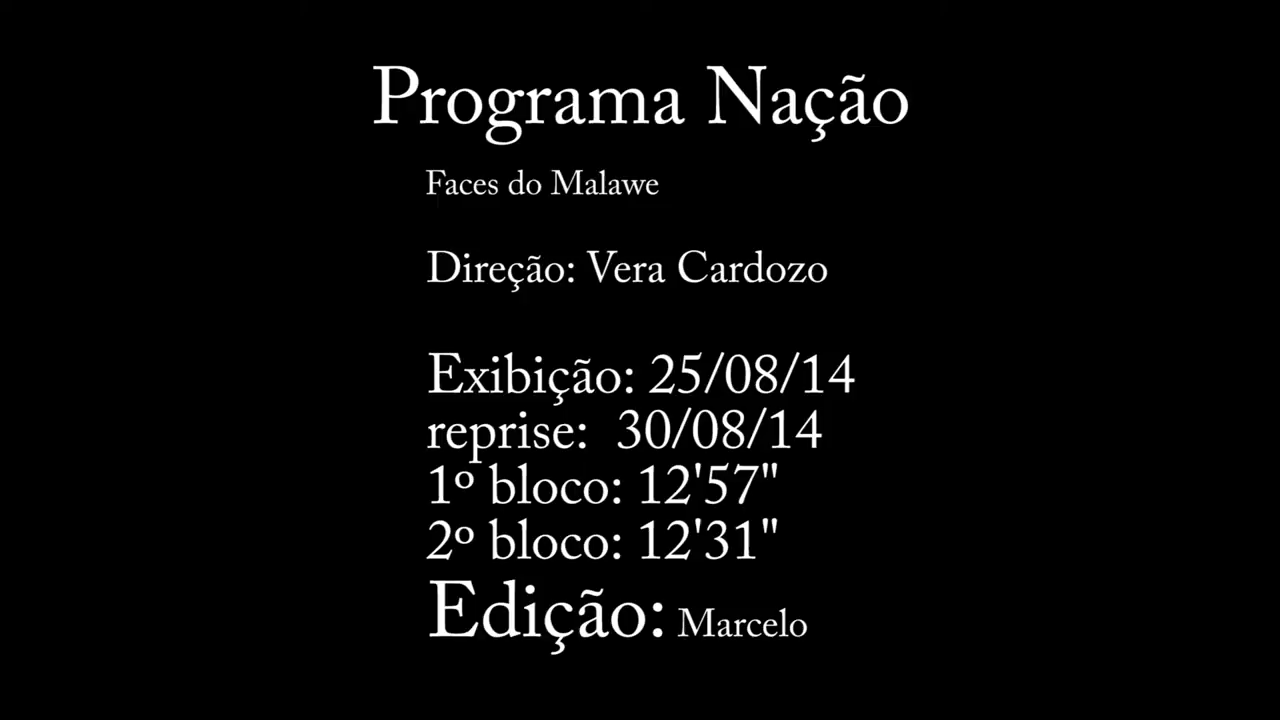 Programa Nação
Faces do Malawe
Direção: Vera Cardozo
Exibição: 25/08/14
reprise:  30/08/14
1º bloco: 12'57"
2º bloco: 12'31"
Edição: Marcelo